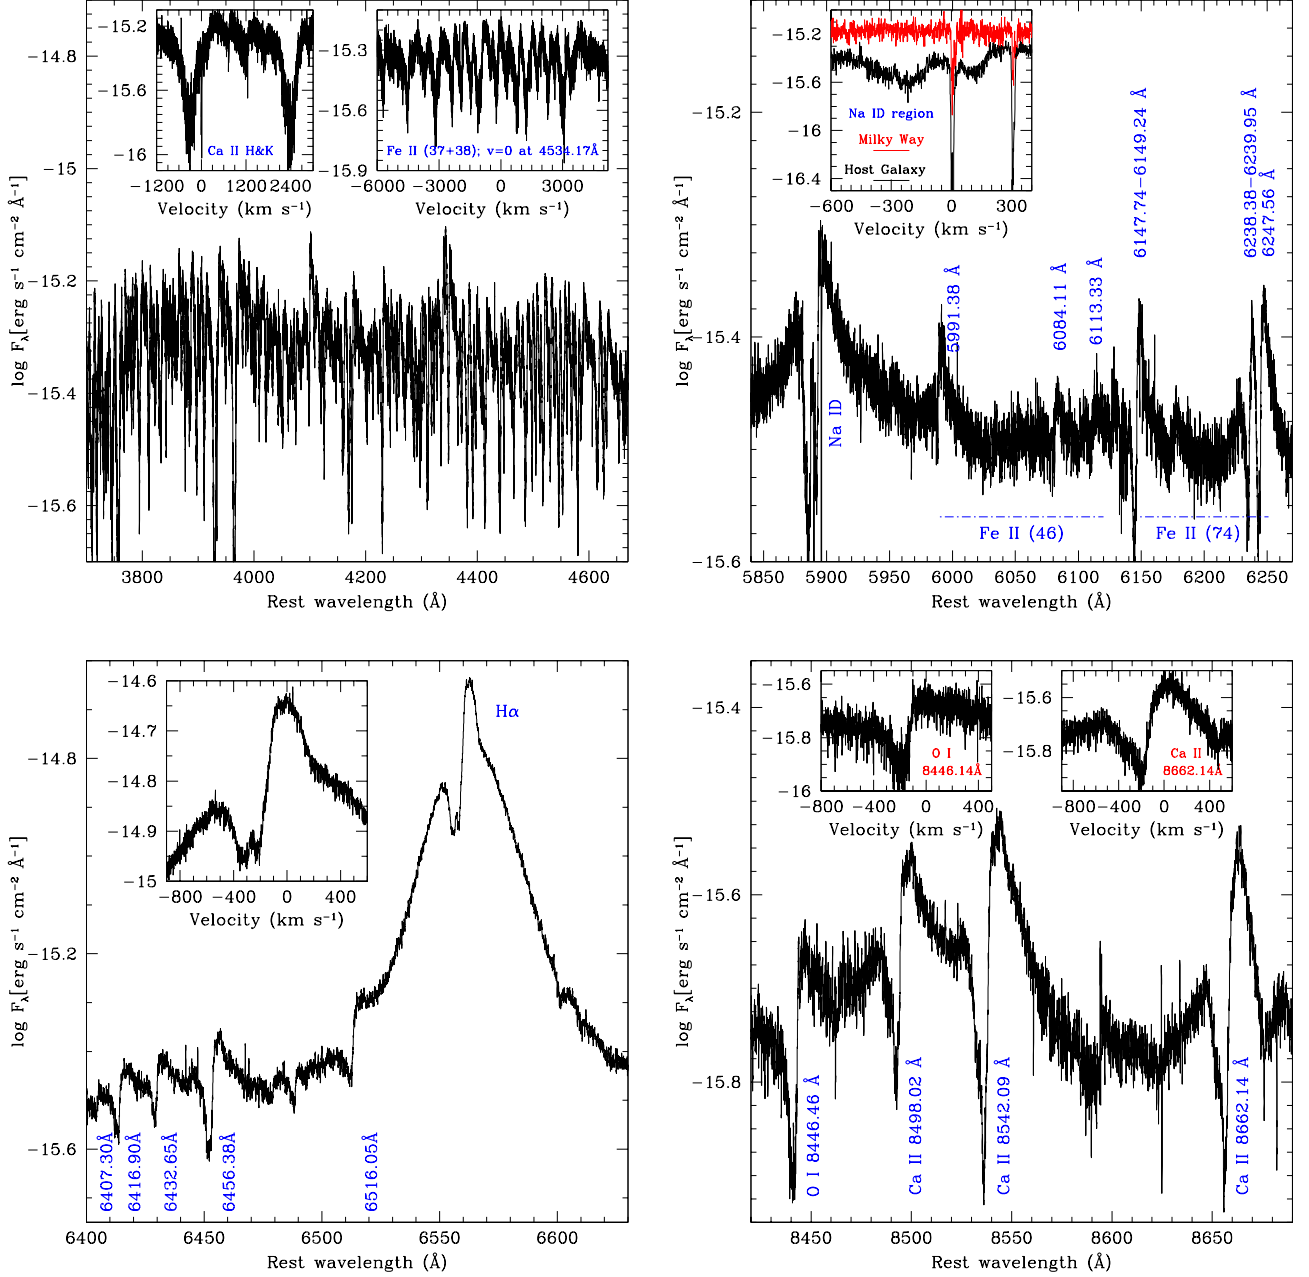 −15.2
−15.6
−16
−1200 0 1200 2400
Velocity (km s⁻¹)
Ca II H&K
−15.3
−15.6
−15.9
−6000 −3000 0 3000
Velocity (km s⁻¹)
Fe II (37+38); v=0 at 4534.17Å
−14.8
−15
−15.2
−15.4
−15.6
log F_λ[erg s⁻¹ cm⁻² Å⁻¹]
3800 4000 4200 4400 4600
Rest wavelength (Å)
−15.2
−15.6
−16
−16.4
Na ID region
Milky Way
Host Galaxy
−600 −300 0 300
Velocity (km s⁻¹)
−15.2
−15.4
−15.6
log F_λ[erg s⁻¹ cm⁻² Å⁻¹]
Na ID
5991.38 Å
6084.11 Å
6113.33 Å
6147.74−6149.24 Å
6238.38−6239.95 Å
6247.56 Å
Fe II (46)
Fe II (74)
5850 5900 5950 6000 6050 6100 6150 6200 6250
Rest wavelength (Å)
−14.6
−14.7
−14.8
−14.9
−15
−800 −400 0 400
Velocity (km s⁻¹)
Hα
−14.8
−15.2
−15.6
log F_λ[erg s⁻¹ cm⁻² Å⁻¹]
6407.30Å
6416.90Å
6432.65Å
6456.38Å
6516.05Å
6400 6450 6500 6550 6600
Rest wavelength (Å)
−15.6
−15.8
−16
O I
8446.14Å
−800 −400 0 400
Velocity (km s⁻¹)
−15.6
−15.8
Ca II
8662.14Å
−800 −400 0 400
Velocity (km s⁻¹)
−15.4
−15.6
−15.8
log F_λ[erg s⁻¹ cm⁻² Å⁻¹]
O I 8446.46 Å
Ca II 8498.02 Å
Ca II 8542.09 Å
Ca II 8662.14 Å
8450 8500 8550 8600 8650
Rest wavelength (Å)